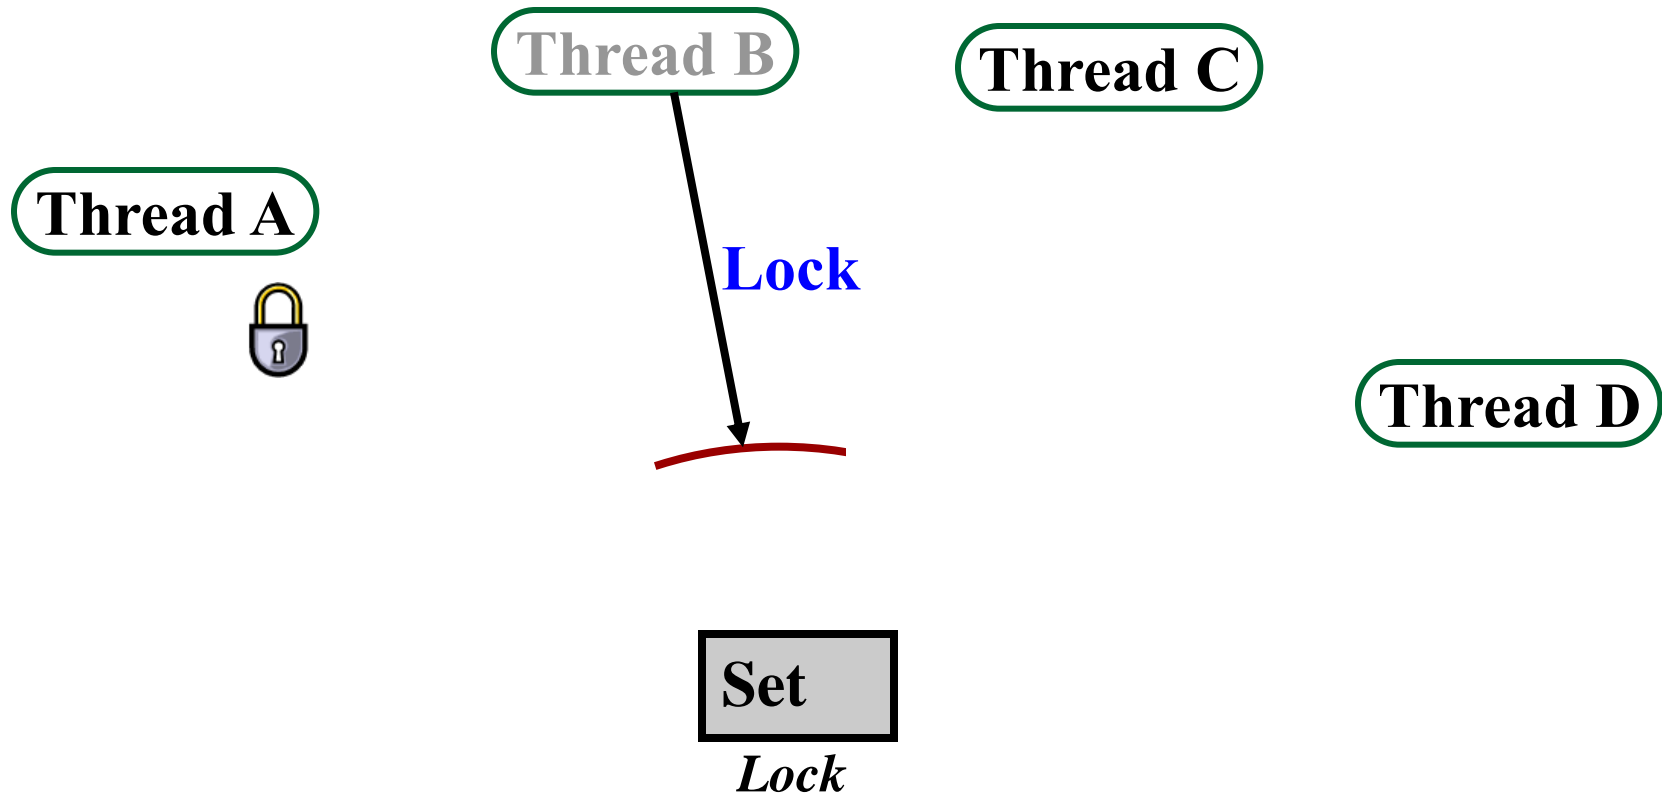 Thread B
Thread C
Thread A
Lock
Thread D
Set
Lock